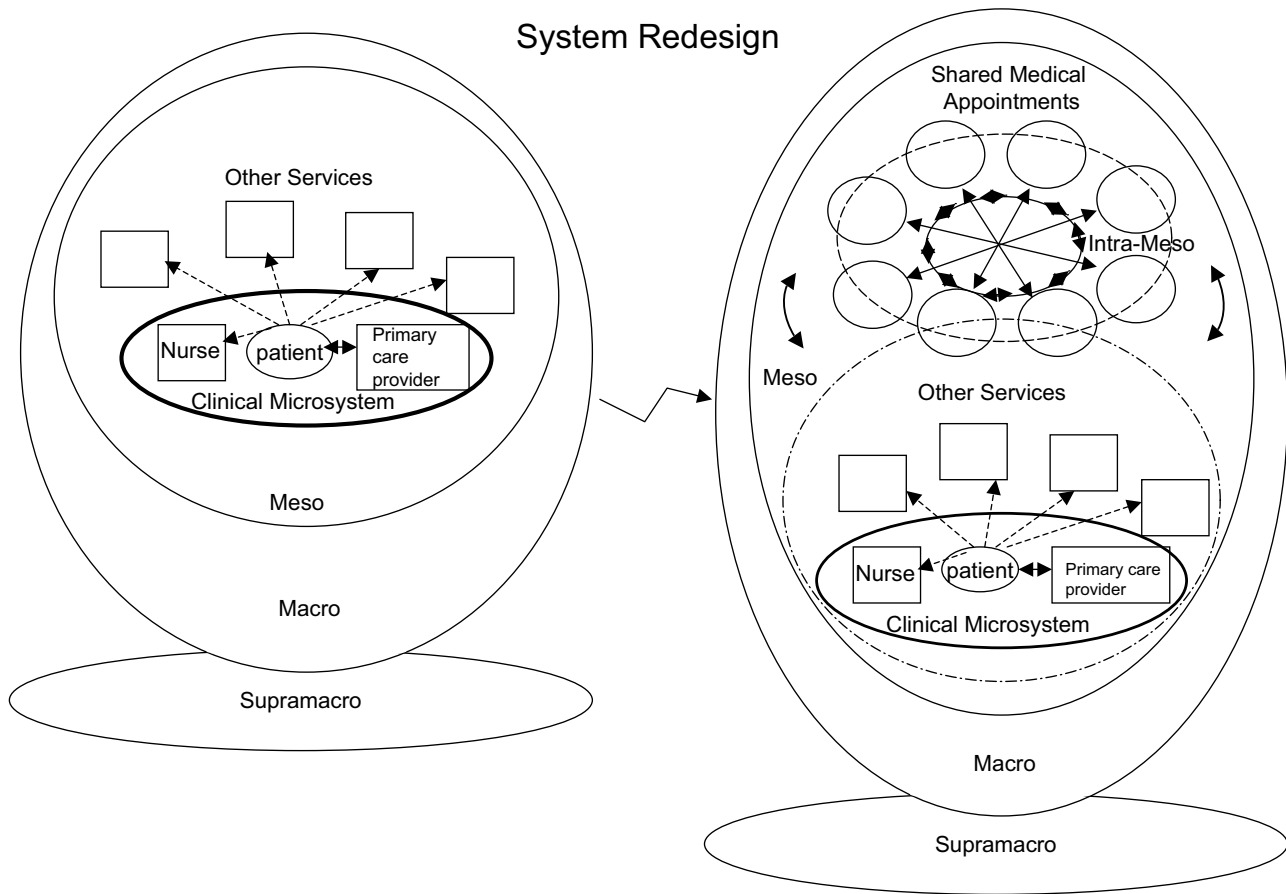 System Redesign
Other Services
Nurse
patient
Primary
care
provider
Clinical Microsystem
Meso
Macro
Supramacro
Shared Medical
Appointments
Intra-Meso
Meso
Other Services
Nurse
patient
Primary care
provider
Clinical Microsystem
Macro
Supramacro